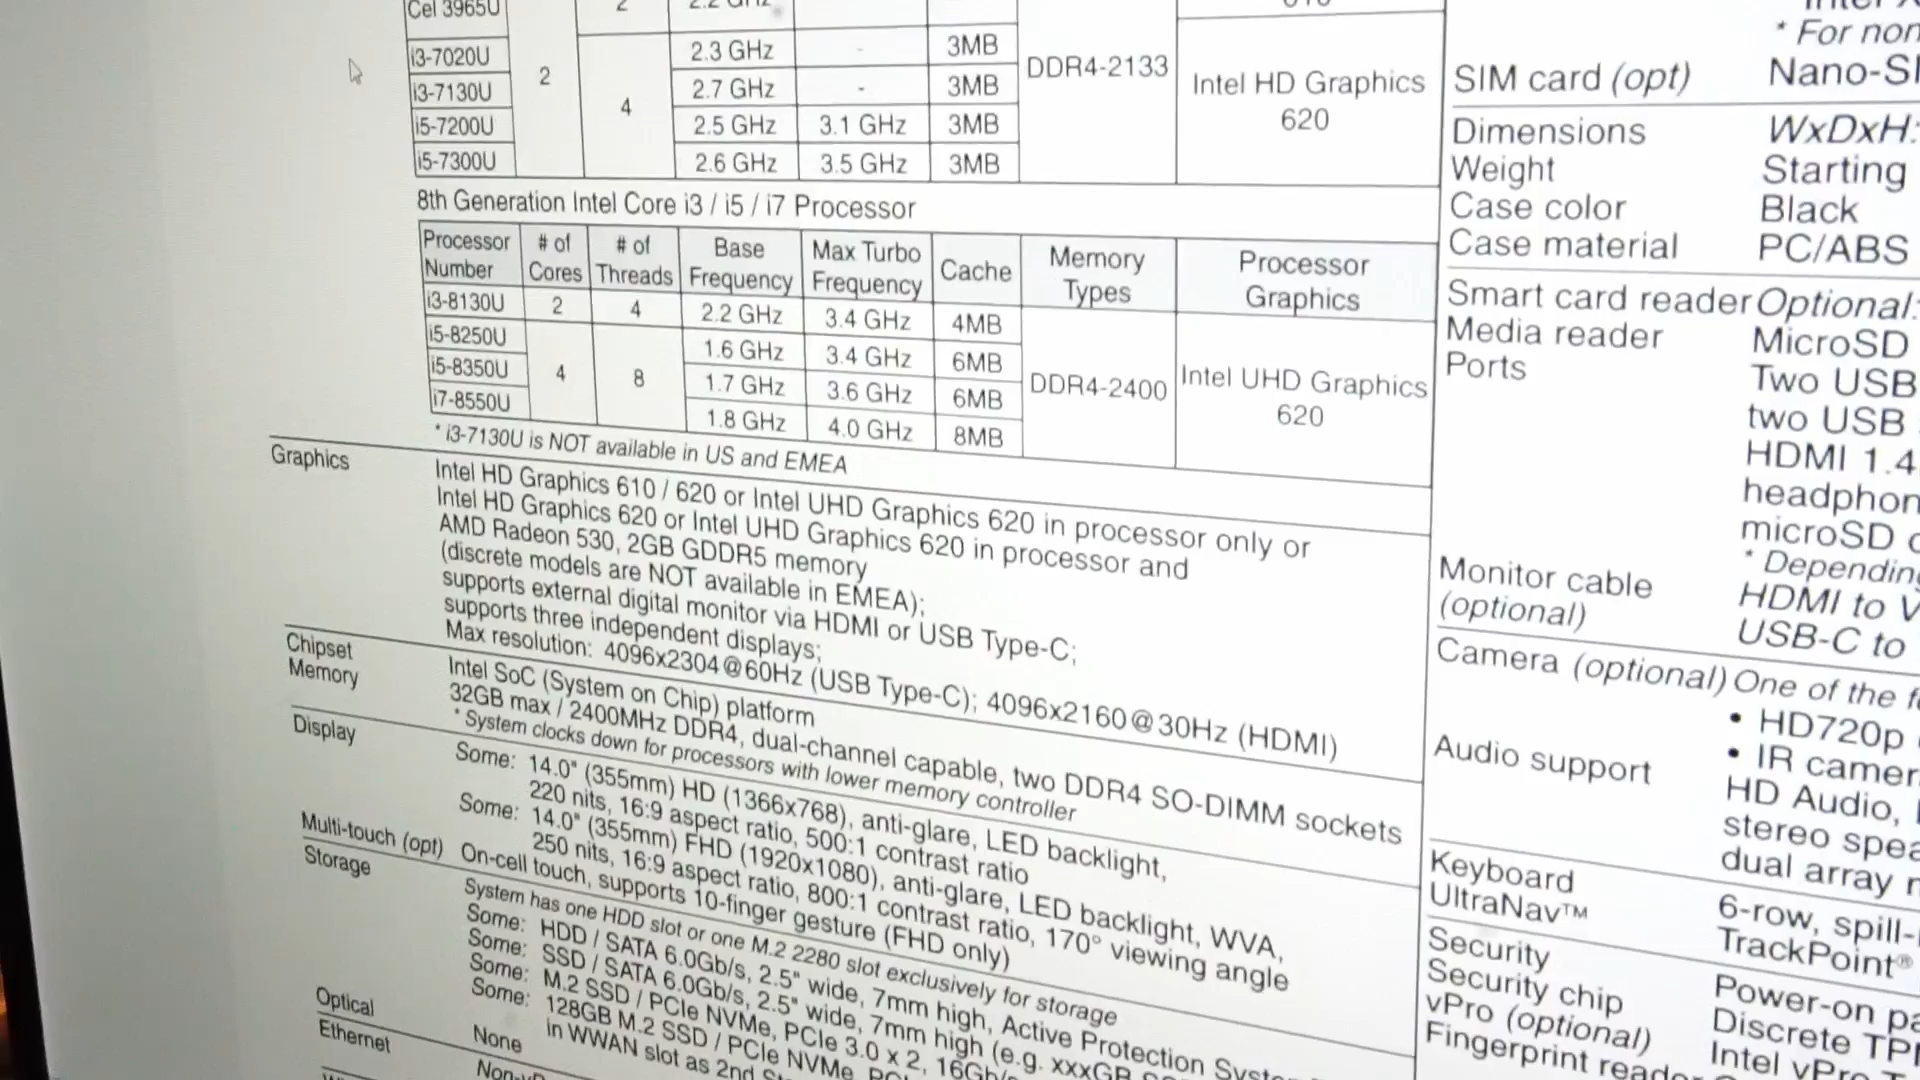 Cel 3965U 2 2.2 GHz
i3-7020U 2.3 GHz - 3MB
i3-7130U 2.7 GHz - 3MB
i5-7200U 2.5 GHz 3.1 GHz 3MB
i5-7300U 2.6 GHz 3.5 GHz 3MB
2 4 DDR4-2133 Intel HD Graphics
620
8th Generation Intel Core i3 / i5 / i7 Processor
Processor Number # of Cores # of Threads Base Frequency Max Turbo Frequency Cache Memory Types Processor Graphics
i3-8130U 2 4 2.2 GHz 3.4 GHz 4MB
i5-8250U 1.6 GHz 3.4 GHz 6MB
i5-8350U 4 8 1.7 GHz 3.6 GHz 6MB DDR4-2400 Intel UHD Graphics
620
i7-8550U 1.8 GHz 4.0 GHz 8MB
* i3-7130U is NOT available in US and EMEA
Graphics Intel HD Graphics 610 / 620 or Intel UHD Graphics 620 in processor only or
Intel HD Graphics 620 or Intel UHD Graphics 620 in processor and
AMD Radeon 530, 2GB GDDR5 memory
(discrete models are NOT available in EMEA);
supports external digital monitor via HDMI or USB Type-C;
supports three independent displays;
Max resolution: 4096x2304@60Hz (USB Type-C); 4096x2160@30Hz (HDMI)
Chipset Intel SoC (System on Chip) platform
Memory 32GB max / 2400MHz DDR4, dual-channel capable, two DDR4 SO-DIMM sockets
* System clocks down for processors with lower memory controller
Display Some: 14.0" (355mm) HD (1366x768), anti-glare, LED backlight,
220 nits, 16:9 aspect ratio, 500:1 contrast ratio
Some: 14.0" (355mm) FHD (1920x1080), anti-glare, LED backlight, WVA,
250 nits, 16:9 aspect ratio, 800:1 contrast ratio, 170° viewing angle
Multi-touch (opt) On-cell touch, supports 10-finger gesture (FHD only)
Storage System has one HDD slot or one M.2 2280 slot exclusively for storage
Some: HDD / SATA 6.0Gb/s, 2.5" wide, 7mm high, Active Protection
Some: SSD / SATA 6.0Gb/s, 2.5" wide, 7mm high (e.g. xxxGB
Some: M.2 SSD / PCIe NVMe, PCIe 3.0 x 2, 16Gb/s
Some: 128GB M.2 SSD / PCIe NVMe
in WWAN slot as 2nd
Optical None
Ethernet
* For non
SIM card (opt) Nano-SI
Dimensions WxDxH:
Weight Starting
Case color Black
Case material PC/ABS
Smart card reader Optional:
Media reader MicroSD
Ports Two USB
two USB
HDMI 1.4
headphon
microSD
* Depending
Monitor cable HDMI to V
(optional) USB-C to
Camera (optional) One of the f
• HD720p
• IR camer
Audio support HD Audio,
stereo spea
dual array
Keyboard 6-row, spill-
UltraNav™ TrackPoint®
Security Power-on pa
Security chip Discrete TP
vPro (optional) Intel vPro
Fingerprint reader